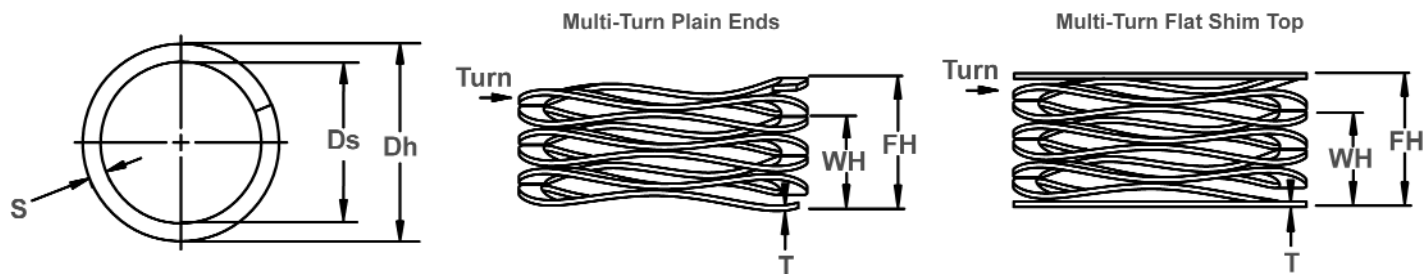 Multi-Turn Plain Ends
Multi-Turn Flat Shim Top
Turn
Turn
Ds
Dh
WH
FH
WH
FH
S
T
T